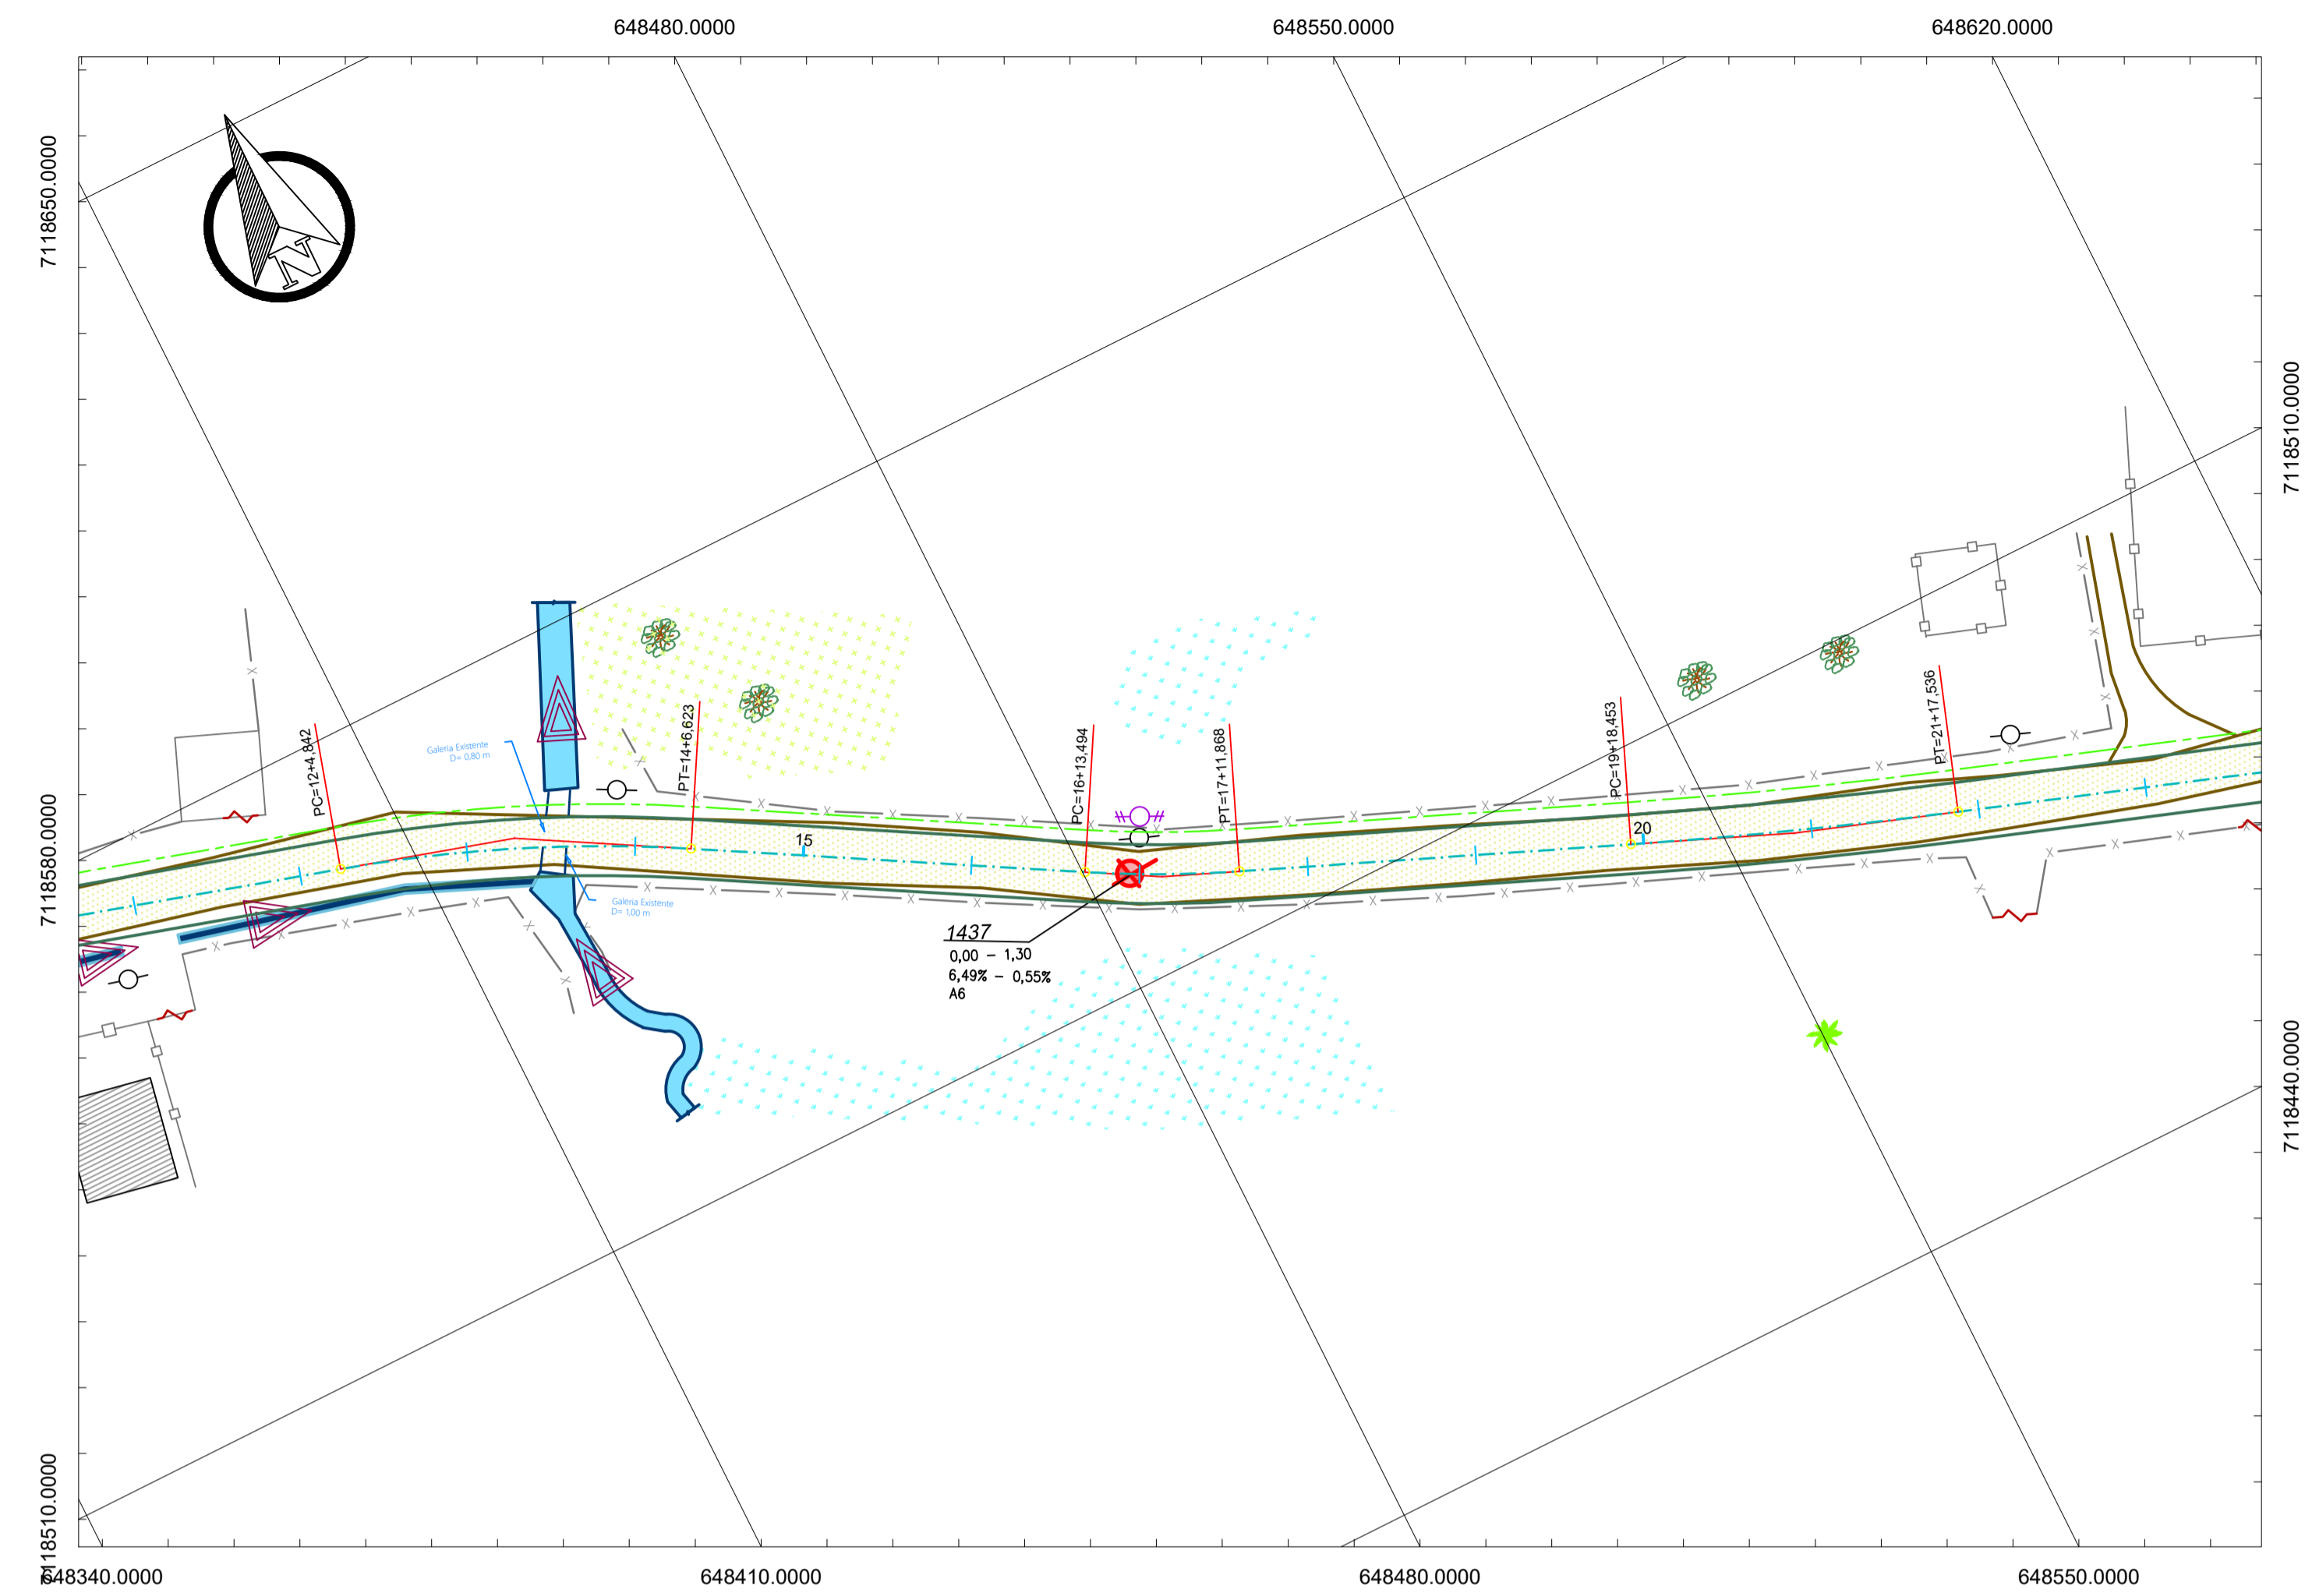 648480.0000
648550.0000
648620.0000
7118650.0000
N
7118510.0000
PC=12+4,842
Galeria Existente
D= 0,80 m
PT=14+6,623
15
PC=16+13,494
PT=17+11,868
PC=19+18,453
20
PT=21+17,536
7118580.0000
Galeria Existente
D= 1,00 m
1437
0,00 – 1,30
6,49% – 0,55%
A6
7118440.0000
7118510.0000
648340.0000
648410.0000
648480.0000
648550.0000